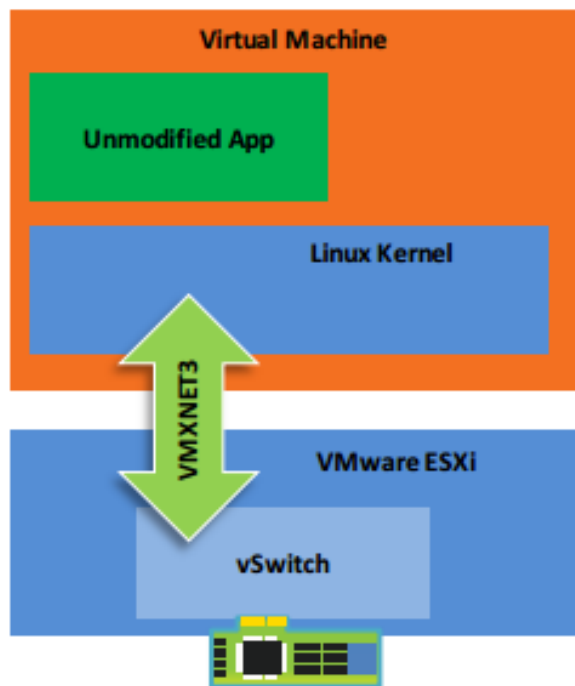 Virtual Machine
Unmodified App
Linux Kernel
VMXNET3
VMware ESXi
vSwitch